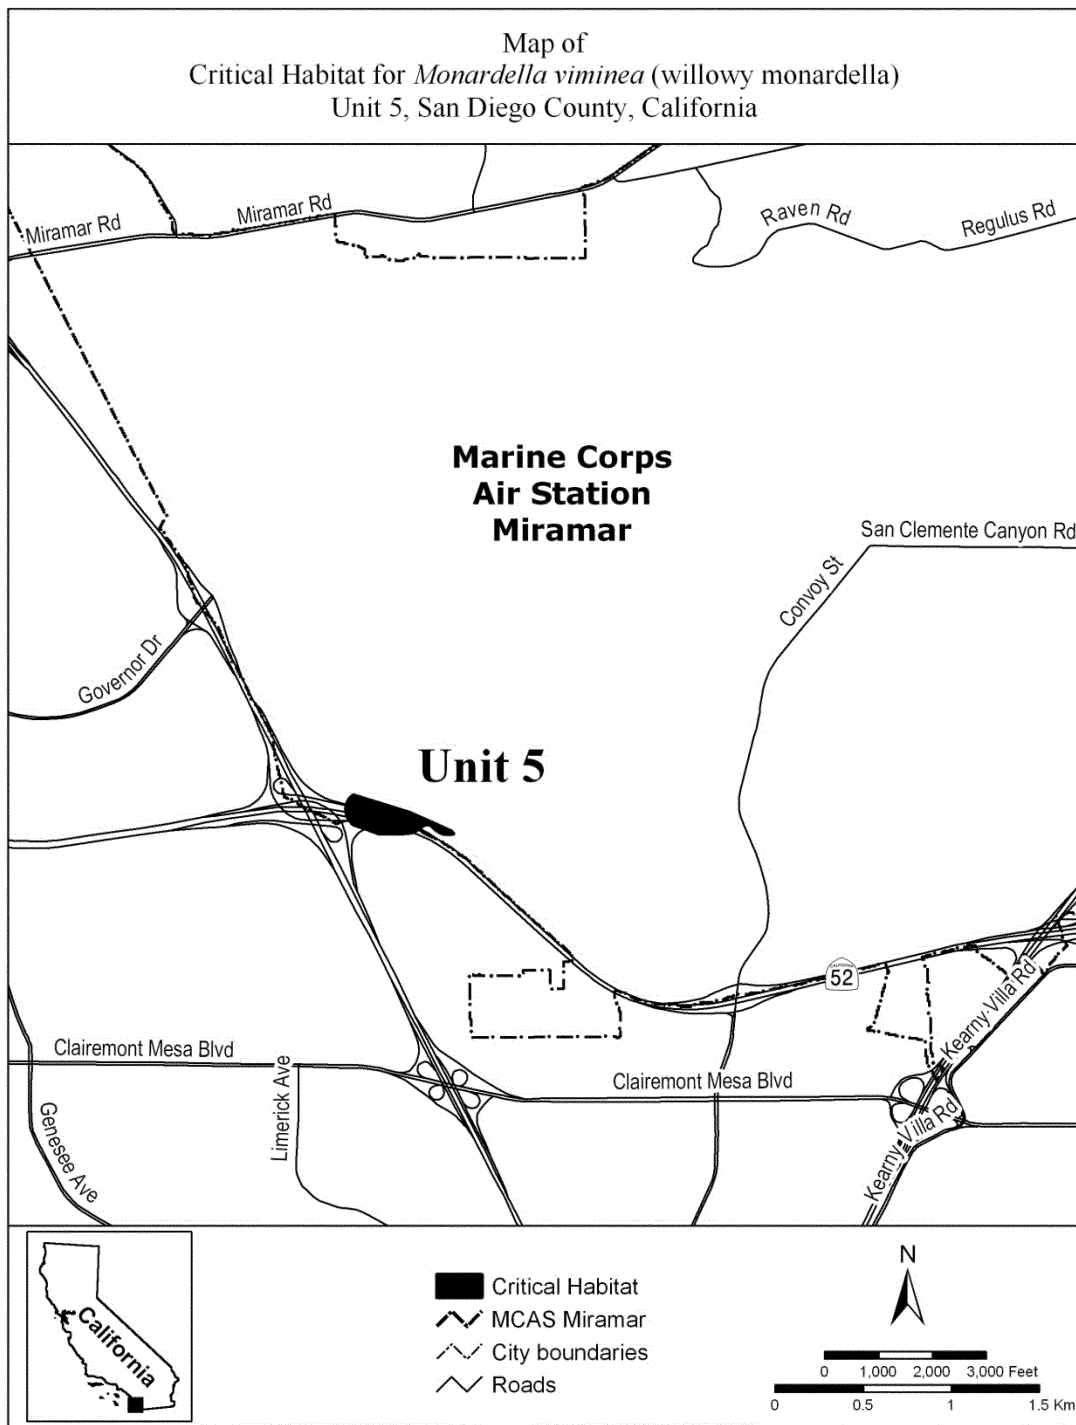 Map of
Critical Habitat for Monardella viminea (willowy monardella)
Unit 5, San Diego County, California
Miramar Rd
Miramar Rd
Raven Rd
Regulus Rd
Marine Corps
Air Station
Miramar
San Clemente Canyon Rd
Convoy St
Governor Dr
Unit 5
CALIFORNIA
52
Kearny Villa Rd
Clairemont Mesa Blvd
Clairemont Mesa Blvd
Limerick Ave
Genesee Ave
Kearny Villa Rd
California
Critical Habitat
MCAS Miramar
City boundaries
Roads
N
0 1,000 2,000 3,000 Feet
0 0.5 1 1.5 Km